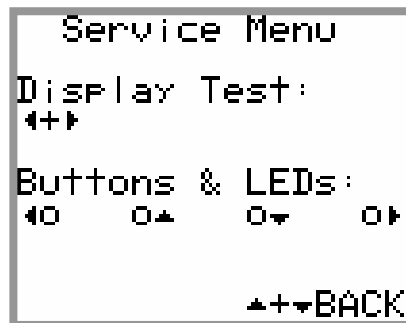 Service Menu
Display Test:
◀+▶
Buttons & LEDs:
◀O O▲ O▼ O▶
▲+▼BACK